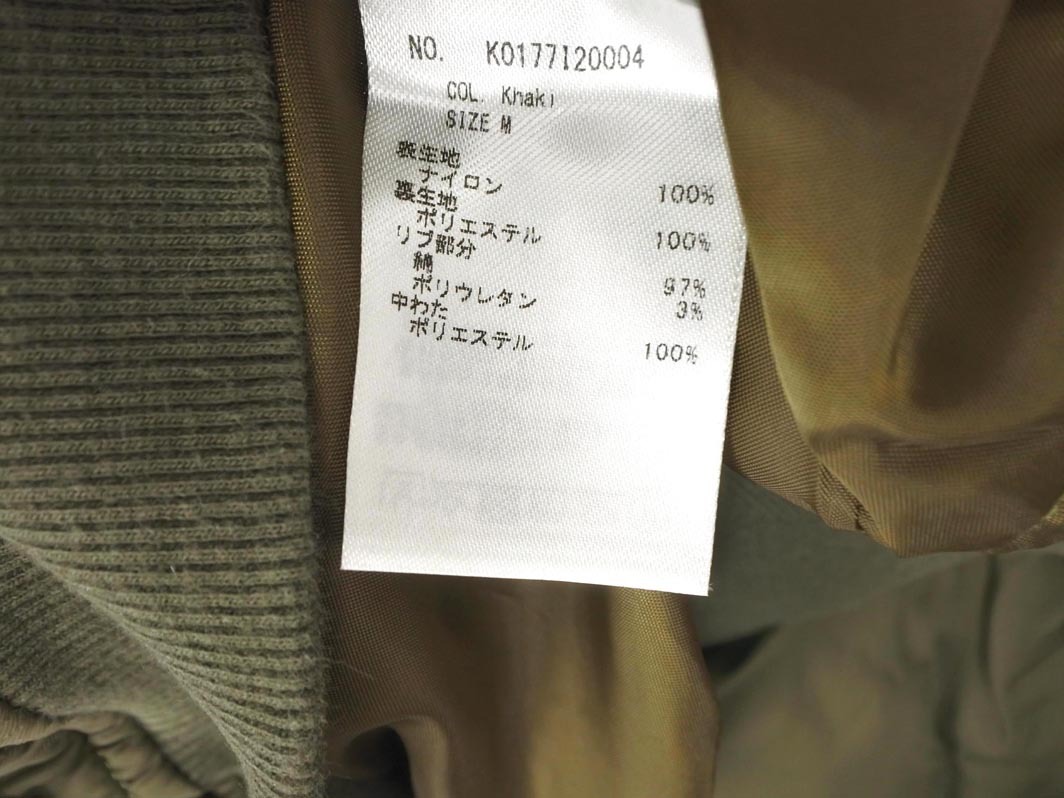 NO. K0177I20004
COL. Khaki
SIZE M
表生地
ナイロン 100%
裏生地
ポリエステル 100%
リブ部分
綿 97%
ポリウレタン 3%
中わた
ポリエステル 100%